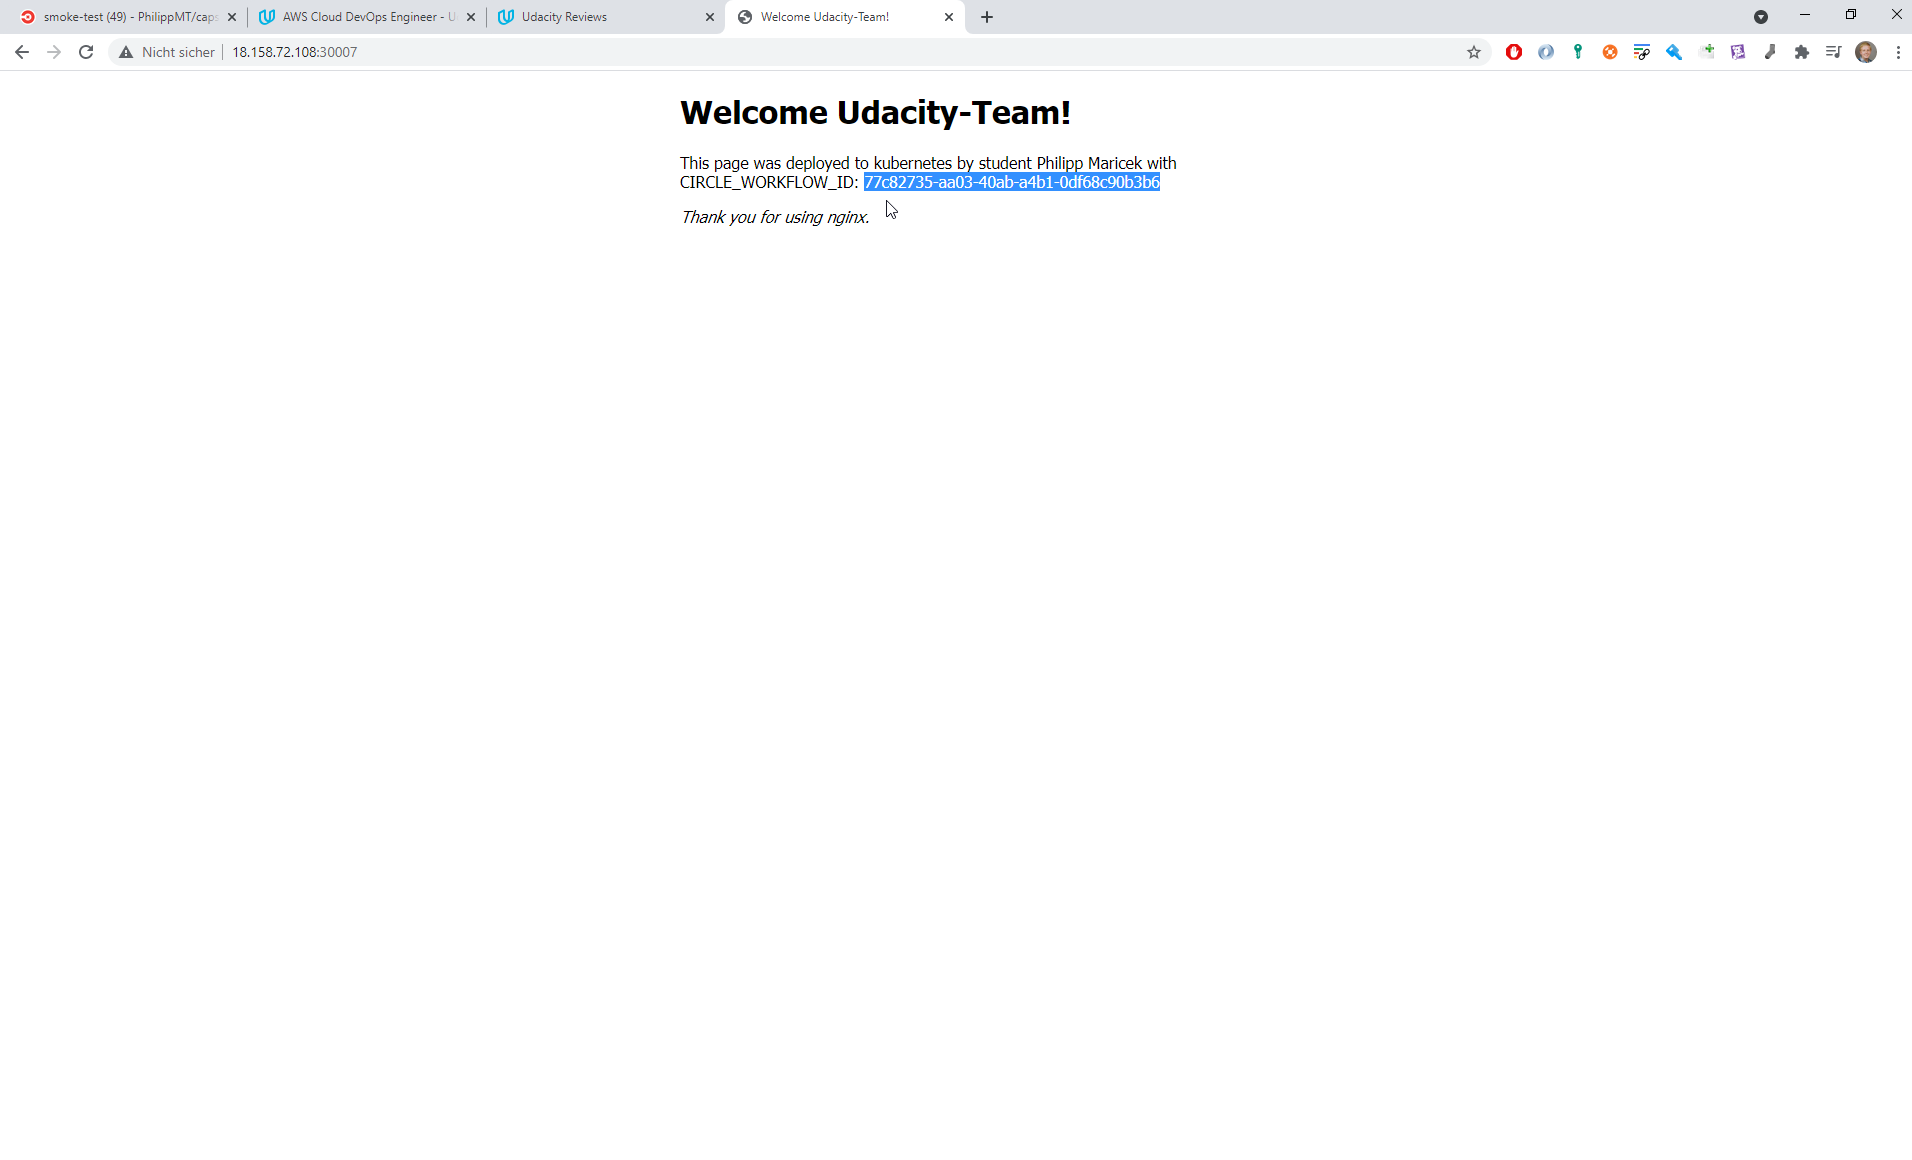 smoke-test (49) - PhilippMT/caps
AWS Cloud DevOps Engineer - U
Udacity Reviews
Welcome Udacity-Team!
Nicht sicher
18.158.72.108:30007
Welcome Udacity-Team!
This page was deployed to kubernetes by student Philipp Maricek with
CIRCLE_WORKFLOW_ID: 77c82735-aa03-40ab-a4b1-0df68c90b3b6
Thank you for using nginx.